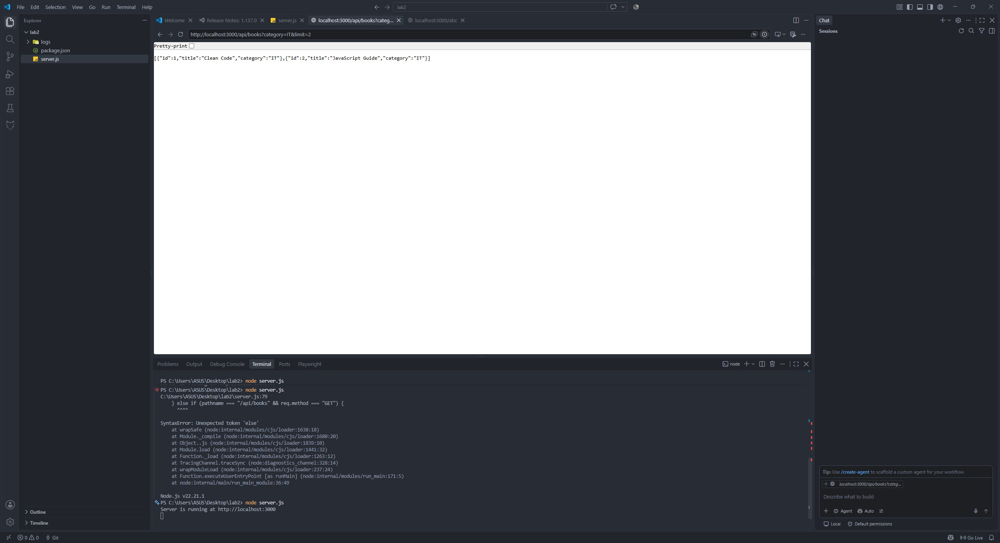 File Edit Selection View Go Run Terminal Help
lab2
Explorer
lab2
logs
package.json
server.js
Outline
Timeline
Welcome
Release Notes: 1.137.0
server.js
localhost:3000/api/books?categ...
localhost:3000/abc
http://localhost:3000/api/books?category=IT&limit=2
Pretty-print
[{"id":1,"title":"Clean Code","category":"IT"},{"id":2,"title":"JavaScript Guide","category":"IT"}]
Problems Output Debug Console Terminal Ports Playwright
node
PS C:\Users\ASUS\Desktop\lab2> node server.js
PS C:\Users\ASUS\Desktop\lab2> node server.js
C:\Users\ASUS\Desktop\lab2\server.js:79
} else if (pathname === "/api/books" && req.method === "GET") {
^^^^
SyntaxError: Unexpected token 'else'
at wrapSafe (node:internal/modules/cjs/loader:1638:18)
at Module._compile (node:internal/modules/cjs/loader:1680:20)
at Object..js (node:internal/modules/cjs/loader:1839:10)
at Module.load (node:internal/modules/cjs/loader:1441:32)
at Function._load (node:internal/modules/cjs/loader:1263:12)
at TracingChannel.traceSync (node:diagnostics_channel:328:14)
at wrapModuleLoad (node:internal/modules/cjs/loader:237:24)
at Function.executeUserEntryPoint [as runMain] (node:internal/modules/run_main:171:5)
at node:internal/main/run_main_module:36:49
Node.js v22.21.1
PS C:\Users\ASUS\Desktop\lab2> node server.js
Server is running at http://localhost:3000
Chat
Sessions
Tip: Use /create-agent to scaffold a custom agent for your workflow.
localhost:3000/api/books?categ...
Describe what to build
Agent Auto
Local Default permissions
0 0 Git
Go Live